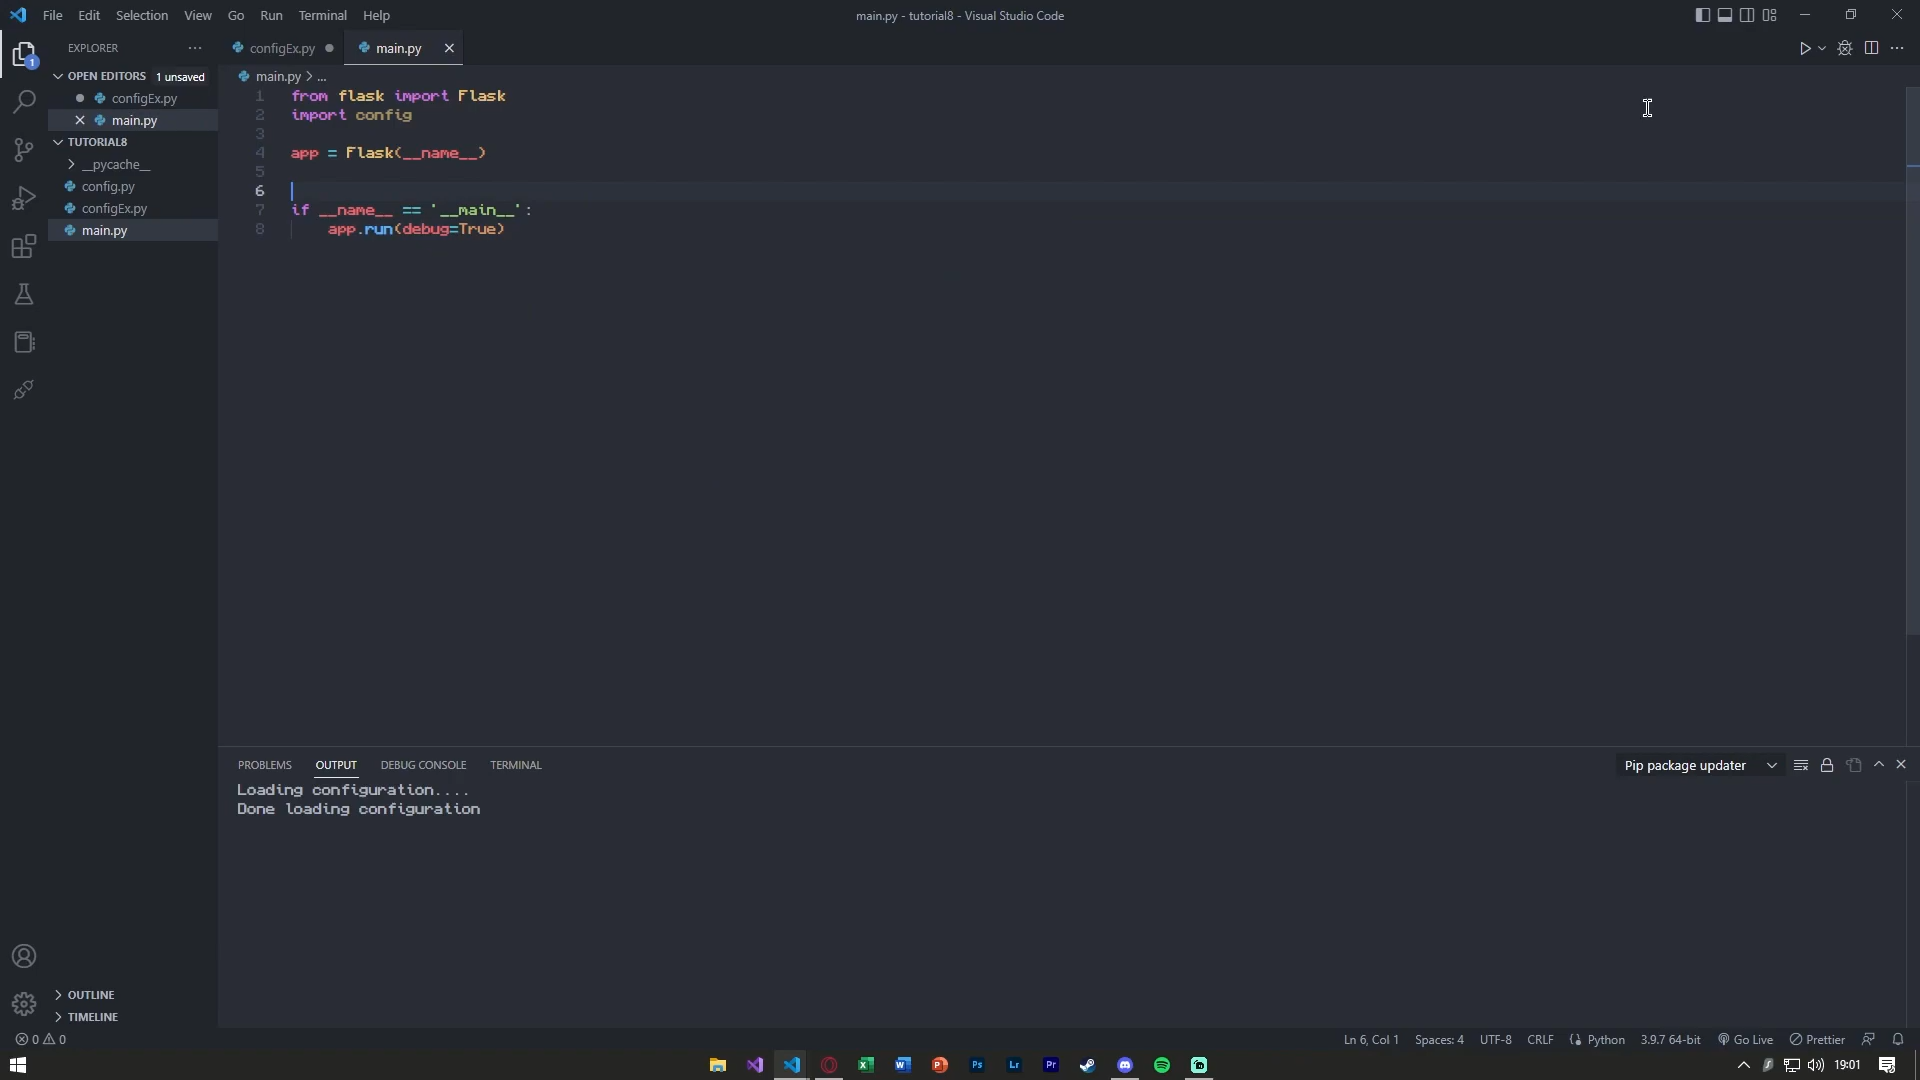 File Edit Selection View Go Run Terminal Help
main.py - tutorial8 - Visual Studio Code
EXPLORER
configEx.py
main.py
OPEN EDITORS 1 unsaved
configEx.py
main.py
TUTORIAL8
__pycache__
config.py
configEx.py
main.py
OUTLINE
TIMELINE
main.py > ...
1 from flask import Flask
2 import config
3
4 app = Flask(__name__)
5
6
7 if __name__ == '__main__':
8 app.run(debug=True)
PROBLEMS OUTPUT DEBUG CONSOLE TERMINAL
Pip package updater
Loading configuration....
Done loading configuration
0 0
Ln 6, Col 1 Spaces: 4 UTF-8 CRLF Python 3.9.7 64-bit Go Live Prettier
Ps Lr Pr
19:01